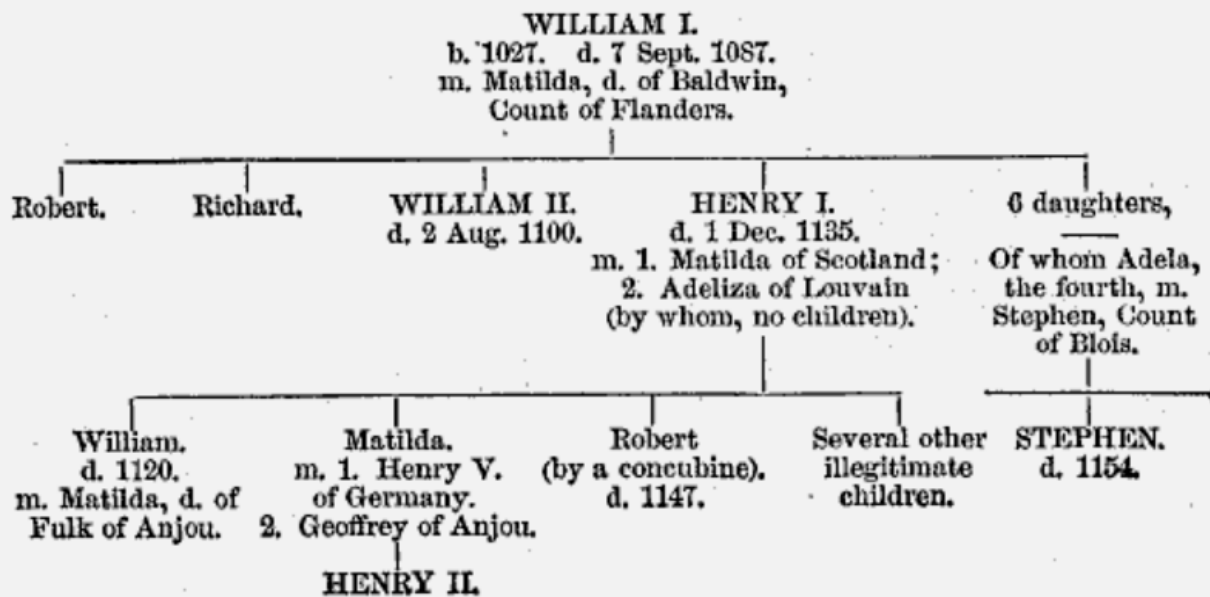 WILLIAM I.
b. 1027. d. 7 Sept. 1087.
m. Matilda, d. of Baldwin,
Count of Flanders.
Robert.
Richard.
WILLIAM II.
d. 2 Aug. 1100.
HENRY I.
d. 1 Dec. 1135.
m. 1. Matilda of Scotland;
2. Adeliza of Louvain
(by whom, no children).
6 daughters,
Of whom Adela,
the fourth, m.
Stephen, Count
of Blois.
William.
d. 1120.
m. Matilda, d. of
Fulk of Anjou.
Matilda.
m. 1. Henry V.
of Germany.
2. Geoffrey of Anjou.
HENRY II.
Robert
(by a concubine).
d. 1147.
Several other
illegitimate
children.
STEPHEN.
d. 1154.